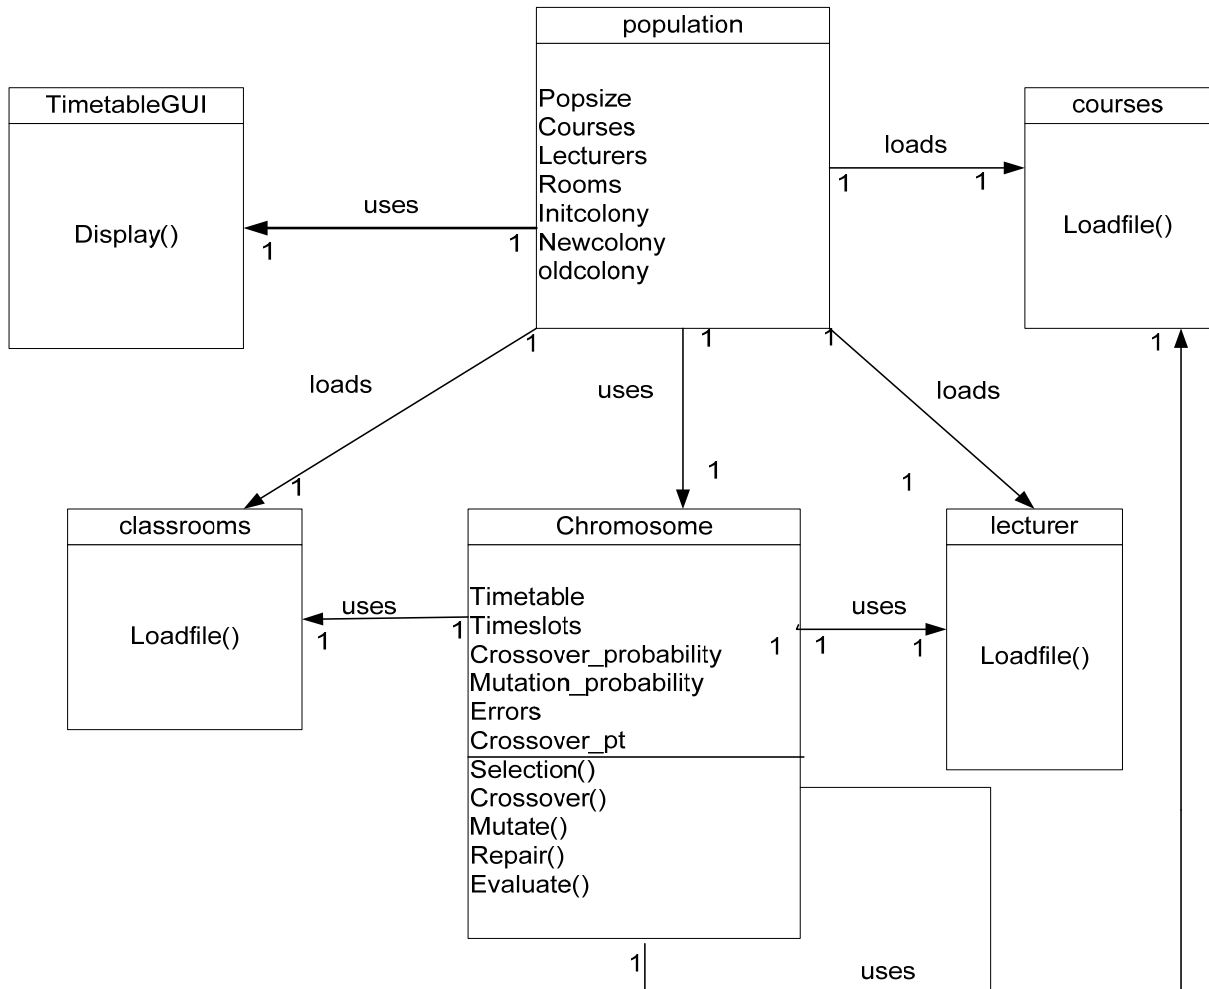 population
Popsize
Courses
Lecturers
Rooms
Initcolony
Newcolony
oldcolony
TimetableGUI
Display()
courses
Loadfile()
loads
1
1
uses
1
1
1
1
1
1
loads
uses
loads
1
1
1
classrooms
Loadfile()
Chromosome
Timetable
Timeslots
Crossover_probability
Mutation_probability
Errors
Crossover_pt
Selection()
Crossover()
Mutate()
Repair()
Evaluate()
lecturer
Loadfile()
uses
1
1
uses
1
1
1
1
uses